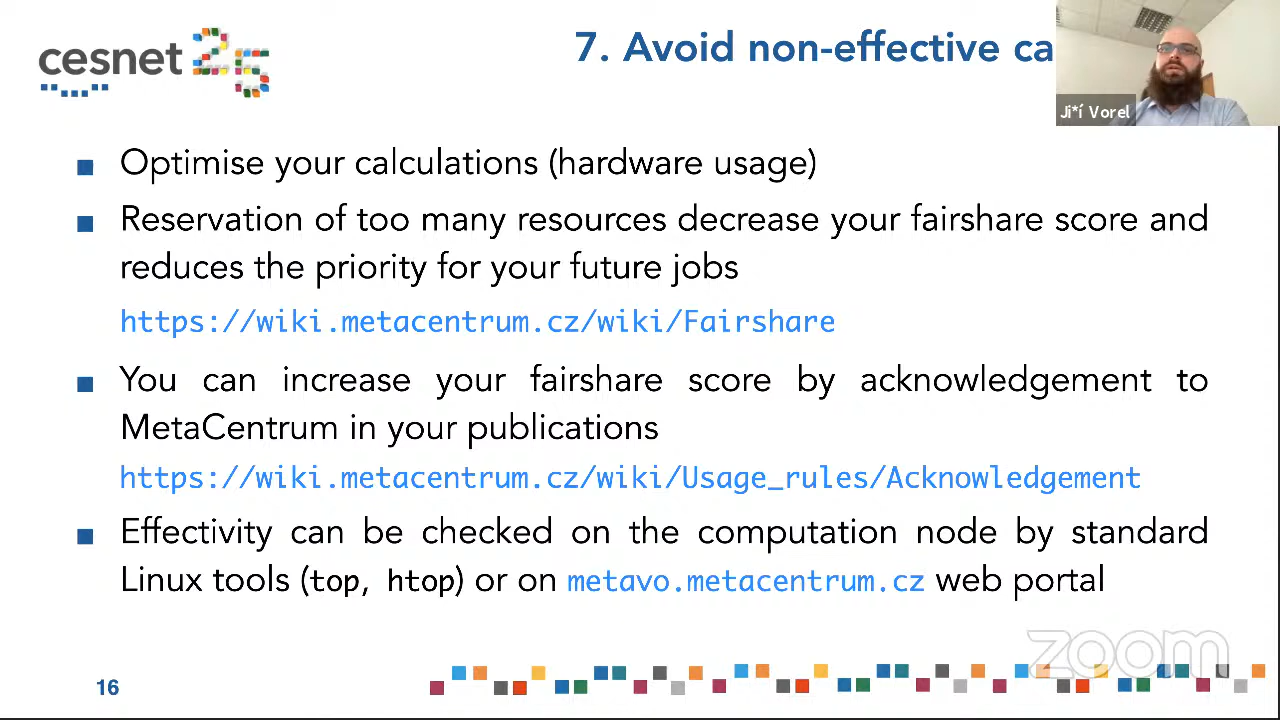 cesnet
7. Avoid non-effective ca
Ji*í Vorel
■ Optimise your calculations (hardware usage)
■ Reservation of too many resources decrease your fairshare score and
reduces the priority for your future jobs
https://wiki.metacentrum.cz/wiki/Fairshare
■ You can increase your fairshare score by acknowledgement to
MetaCentrum in your publications
https://wiki.metacentrum.cz/wiki/Usage_rules/Acknowledgement
■ Effectivity can be checked on the computation node by standard
Linux tools (top, htop) or on metavo.metacentrum.cz web portal
zoom
16